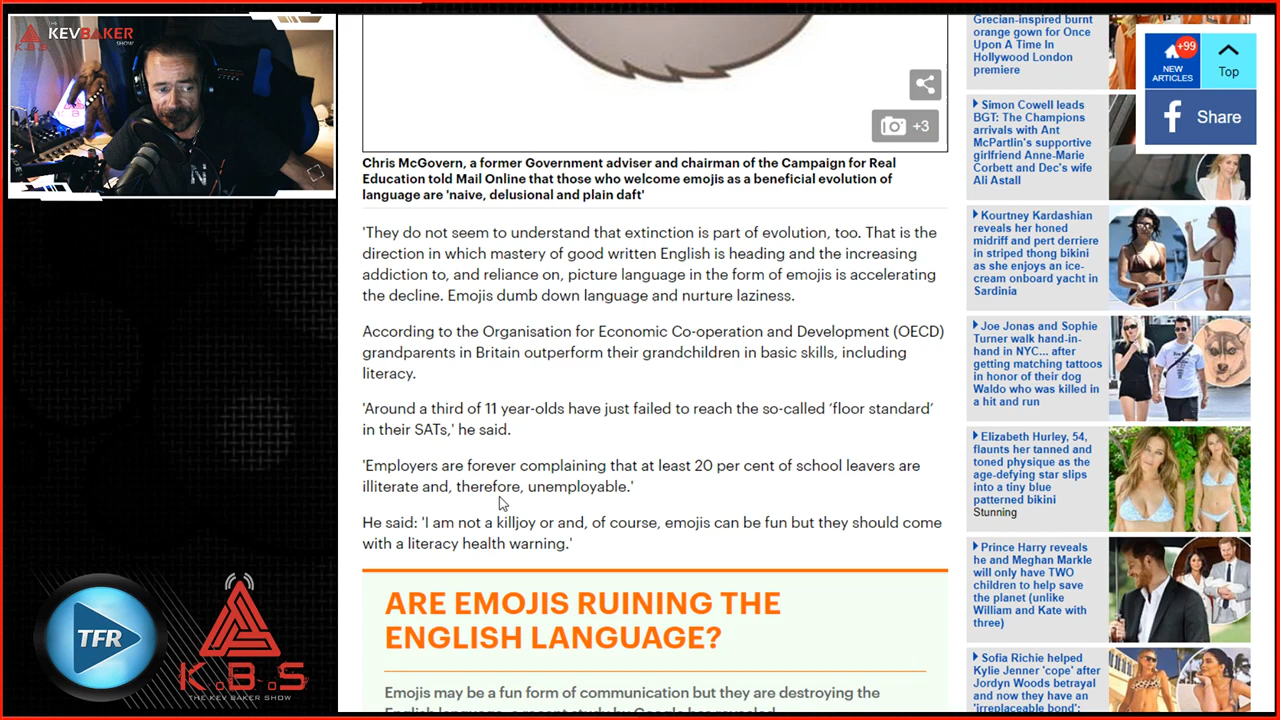 THE
KEVBAKER
SHOW
K.B.S
+3
Chris McGovern, a former Government adviser and chairman of the Campaign for Real
Education told Mail Online that those who welcome emojis as a beneficial evolution of
language are 'naive, delusional and plain daft'
'They do not seem to understand that extinction is part of evolution, too. That is the
direction in which mastery of good written English is heading and the increasing
addiction to, and reliance on, picture language in the form of emojis is accelerating
the decline. Emojis dumb down language and nurture laziness.
According to the Organisation for Economic Co-operation and Development (OECD)
grandparents in Britain outperform their grandchildren in basic skills, including
literacy.
'Around a third of 11 year-olds have just failed to reach the so-called ‘floor standard’
in their SATs,' he said.
'Employers are forever complaining that at least 20 per cent of school leavers are
illiterate and, therefore, unemployable.'
He said: 'I am not a killjoy or and, of course, emojis can be fun but they should come
with a literacy health warning.'
ARE EMOJIS RUINING THE
ENGLISH LANGUAGE?
Emojis may be a fun form of communication but they are destroying the
English language, a recent study by Google has revealed.
Grecian-inspired burnt
orange gown for Once
Upon A Time In
Hollywood London
premiere
Simon Cowell leads
BGT: The Champions
arrivals with Ant
McPartlin's supportive
girlfriend Anne-Marie
Corbett and Dec's wife
Ali Astall
Kourtney Kardashian
reveals her honed
midriff and pert derriere
in striped thong bikini
as she enjoys an ice-
cream onboard yacht in
Sardinia
Joe Jonas and Sophie
Turner walk hand-in-
hand in NYC... after
getting matching tattoos
in honor of their dog
Waldo who was killed in
a hit and run
Elizabeth Hurley, 54,
flaunts her tanned and
toned physique as the
age-defying star slips
into a tiny blue
patterned bikini
Stunning
Prince Harry reveals
he and Meghan Markle
will only have TWO
children to help save
the planet (unlike
William and Kate with
three)
Sofia Richie helped
Kylie Jenner 'cope' after
Jordyn Woods betrayal
and now they have an
'irreplaceable bond':
+99
NEW
ARTICLES
Top
Share
TFR
K.B.S
THE KEV BAKER SHOW